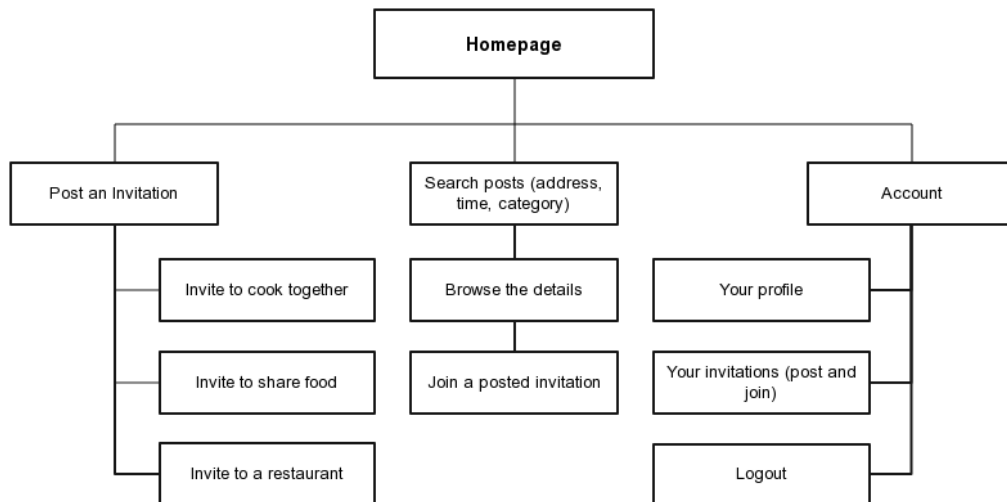 Homepage
Post an Invitation
Search posts (address,
time, category)
Account
Invite to cook together
Browse the details
Your profile
Invite to share food
Join a posted invitation
Your invitations (post and
join)
Invite to a restaurant
Logout